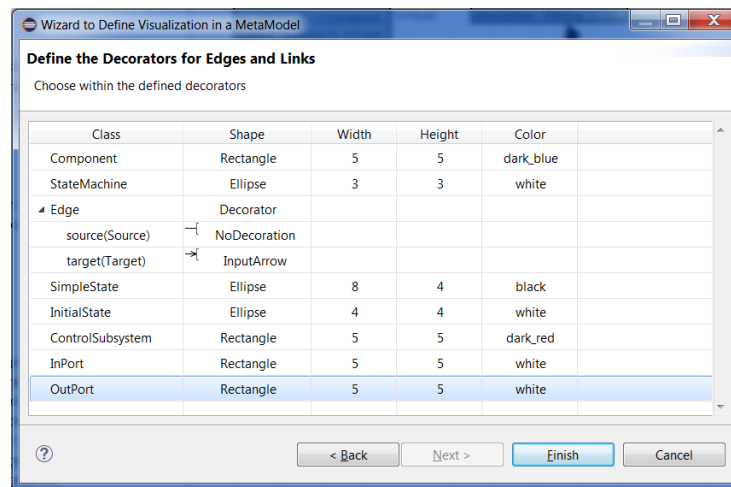 Wizard to Define Visualization in a MetaModel
Define the Decorators for Edges and Links
Choose within the defined decorators
Class Shape Width Height Color
Component Rectangle 5 5 dark_blue
StateMachine Ellipse 3 3 white
Edge Decorator
source(Source) NoDecoration
target(Target) InputArrow
SimpleState Ellipse 8 4 black
InitialState Ellipse 4 4 white
ControlSubsystem Rectangle 5 5 dark_red
InPort Rectangle 5 5 white
OutPort Rectangle 5 5 white
? < Back Next > Finish Cancel